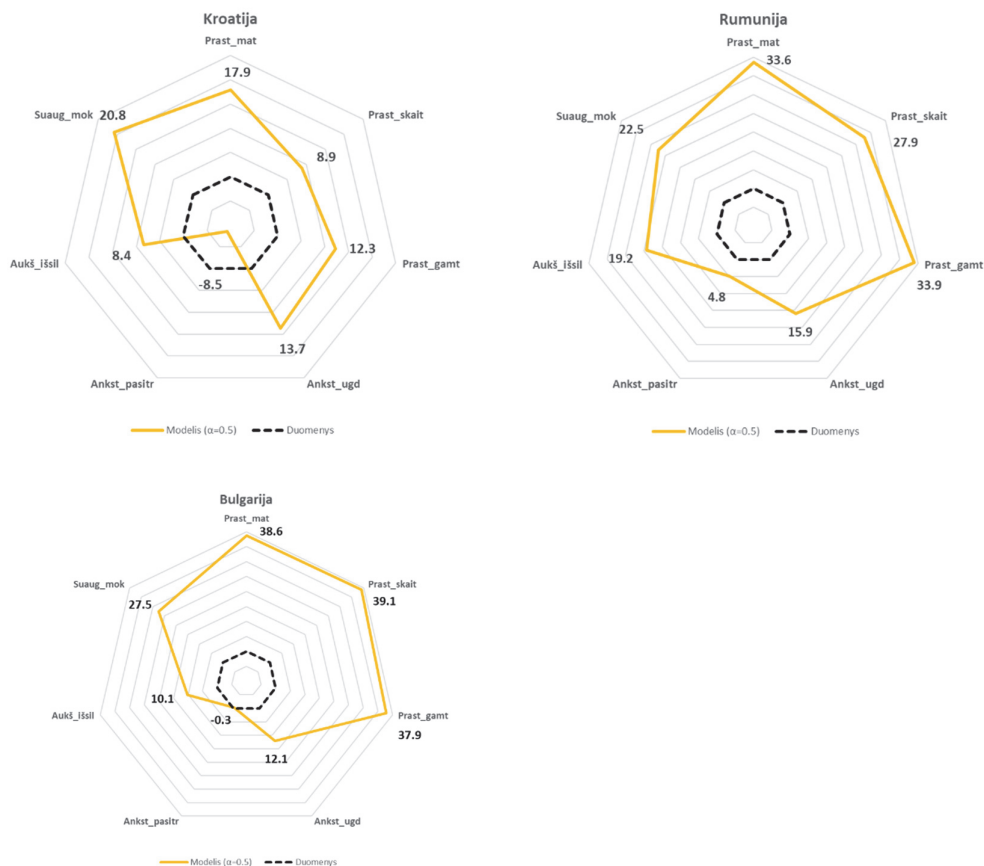 Kroatija
Prast_mat
17.9
Prast_skait
8.9
Prast_gamt
12.3
Ankst_ugd
13.7
Ankst_pasitr
-8.5
Aukš_išsil
8.4
Suaug_mok
20.8
Modelis (α=0.5) Duomenys
Rumunija
Prast_mat
33.6
Prast_skait
27.9
Prast_gamt
33.9
Ankst_ugd
15.9
Ankst_pasitr
4.8
Aukš_išsil
19.2
Suaug_mok
22.5
Modelis (α=0.5) Duomenys
Bulgarija
Prast_mat
38.6
Prast_skait
39.1
Prast_gamt
37.9
Ankst_ugd
12.1
Ankst_pasitr
-0.3
Aukš_išsil
10.1
Suaug_mok
27.5
Modelis (α=0.5) Duomenys